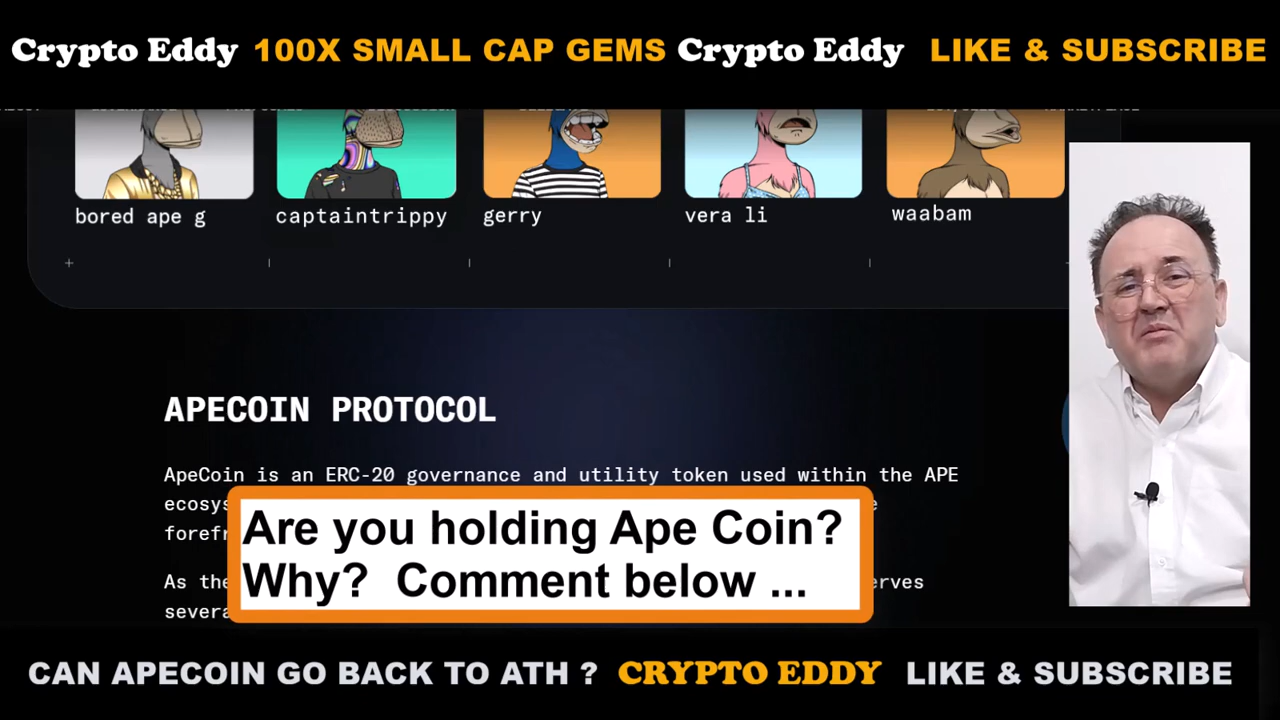 Crypto Eddy 100X SMALL CAP GEMS Crypto Eddy LIKE & SUBSCRIBE
bored ape g captaintrippy gerry vera li waabam
APECOIN PROTOCOL
ApeCoin is an ERC-20 governance and utility token used within the APE
Are you holding Ape Coin?
Why? Comment below ...
As the
CAN APECOIN GO BACK TO ATH ? CRYPTO EDDY LIKE & SUBSCRIBE